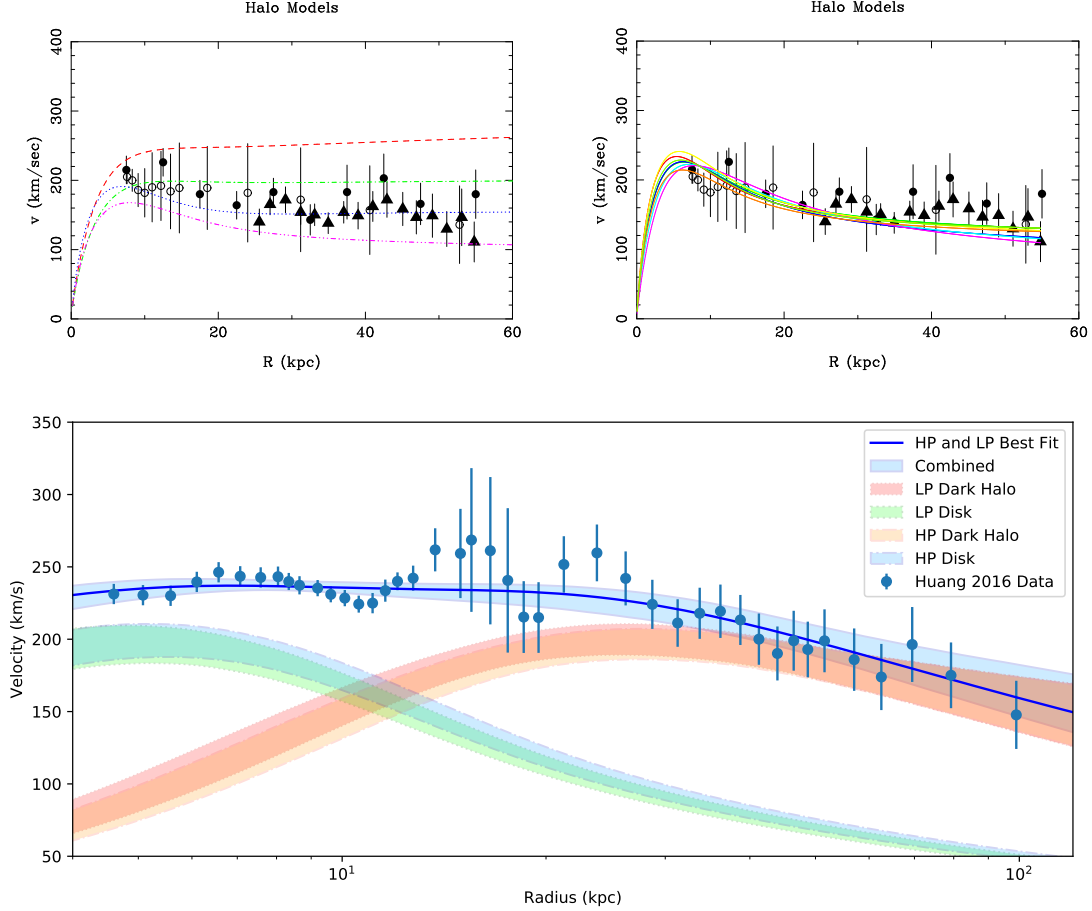 Halo Models
400
300
v (km/sec)
200
100
0
0
20
40
60
R (kpc)
Halo Models
400
300
v (km/sec)
200
100
0
0
20
40
60
R (kpc)
350
300
250
200
150
100
50
Velocity (km/s)
HP and LP Best Fit
Combined
LP Dark Halo
LP Disk
HP Dark Halo
HP Disk
Huang 2016 Data
10¹
10²
Radius (kpc)